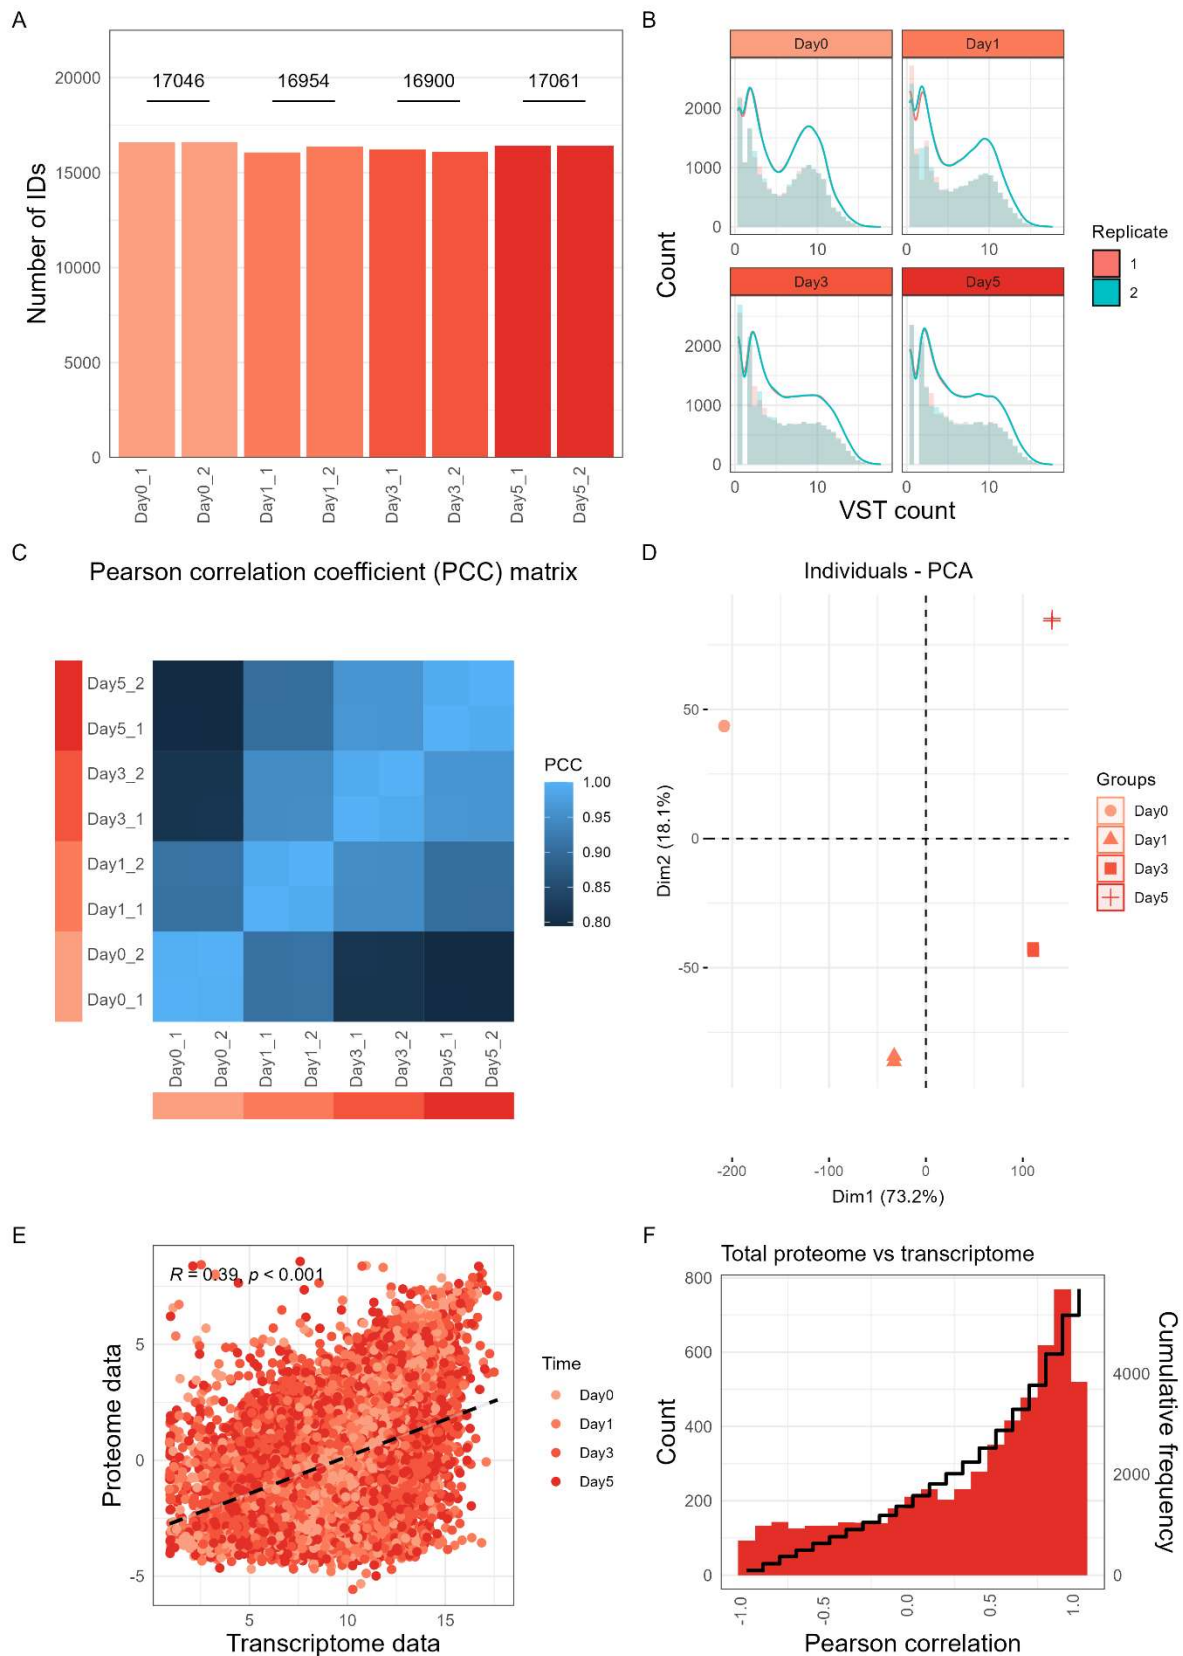 A
Number of IDs
20000
15000
10000
5000
0
17046
16954
16900
17061
Day0_1
Day0_2
Day1_1
Day1_2
Day3_1
Day3_2
Day5_1
Day5_2
B
Day0
Day1
Day3
Day5
Count
2000
1000
0
2000
1000
0
0
10
0
10
VST count
Replicate
1
2
C
Pearson correlation coefficient (PCC) matrix
Day5_2
Day5_1
Day3_2
Day3_1
Day1_2
Day1_1
Day0_2
Day0_1
Day0_1
Day0_2
Day1_1
Day1_2
Day3_1
Day3_2
Day5_1
Day5_2
PCC
1.00
0.95
0.90
0.85
0.80
D
Individuals - PCA
Dim2 (18.1%)
50
0
-50
-200
-100
0
100
Dim1 (73.2%)
Groups
Day0
Day1
Day3
Day5
E
R = 0.39, p < 0.001
Proteome data
5
0
-5
5
10
15
Transcriptome data
Time
Day0
Day1
Day3
Day5
F
Total proteome vs transcriptome
Count
800
600
400
200
0
-1.0
-0.5
0.0
0.5
1.0
Pearson correlation
4000
2000
0
Cumulative frequency